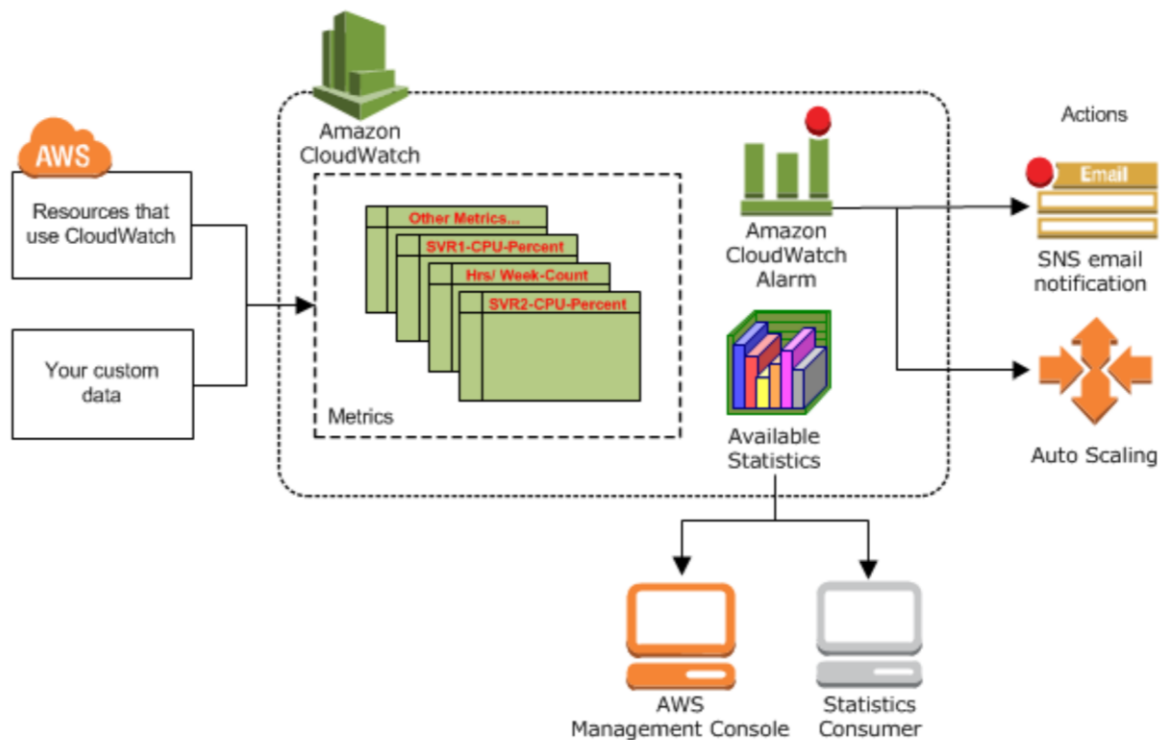 Amazon
CloudWatch
AWS
Resources that
use CloudWatch
Your custom
data
Other Metrics...
SVR1-CPU-Percent
Hrs/ Week-Count
SVR2-CPU-Percent
Metrics
Amazon
CloudWatch
Alarm
Available
Statistics
Actions
Email
SNS email
notification
Auto Scaling
AWS
Management Console
Statistics
Consumer